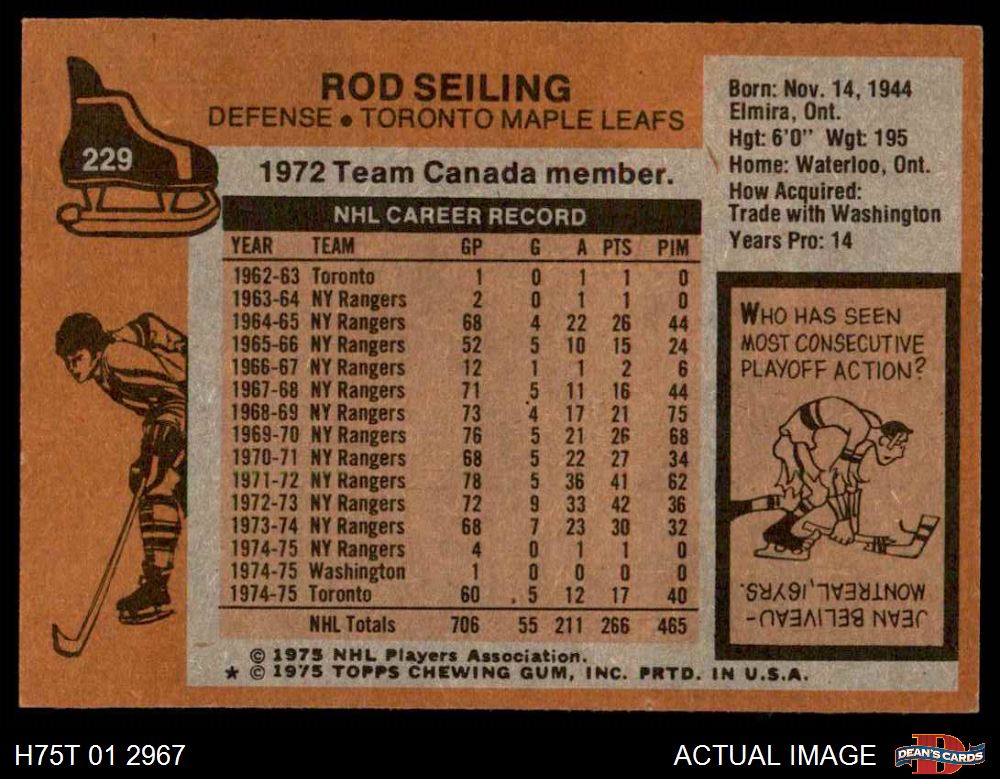 229
ROD SEILING
DEFENSE • TORONTO MAPLE LEAFS
1972 Team Canada member.
NHL CAREER RECORD
YEAR TEAM GP G A PTS PIM
1962-63 Toronto 1 0 1 1 0
1963-64 NY Rangers 2 0 1 1 0
1964-65 NY Rangers 68 4 22 26 44
1965-66 NY Rangers 52 5 10 15 24
1966-67 NY Rangers 12 1 1 2 6
1967-68 NY Rangers 71 5 11 16 44
1968-69 NY Rangers 73 4 17 21 75
1969-70 NY Rangers 76 5 21 26 68
1970-71 NY Rangers 68 5 22 27 34
1971-72 NY Rangers 78 5 36 41 62
1972-73 NY Rangers 72 9 33 42 36
1973-74 NY Rangers 68 7 23 30 32
1974-75 NY Rangers 4 0 1 1 0
1974-75 Washington 1 0 0 0 0
1974-75 Toronto 60 5 12 17 40
NHL Totals 706 55 211 266 465
© 1975 NHL Players Association.
★ © 1975 TOPPS CHEWING GUM, INC. PRTD. IN U.S.A.
Born: Nov. 14, 1944
Elmira, Ont.
Hgt: 6'0" Wgt: 195
Home: Waterloo, Ont.
How Acquired:
Trade with Washington
Years Pro: 14
WHO HAS SEEN
MOST CONSECUTIVE
PLAYOFF ACTION?
JEAN BELIVEAU-
MONTREAL, 16 YRS.
H75T 01 2967
ACTUAL IMAGE
DEAN'S CARDS